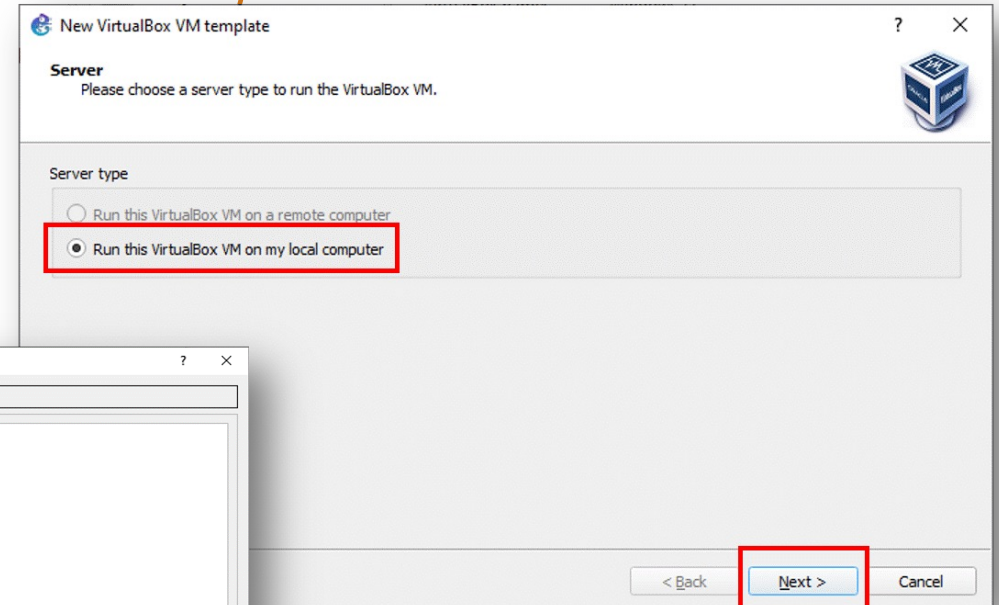 New VirtualBox VM template
?
Server
Please choose a server type to run the VirtualBox VM.
Server type
Run this VirtualBox VM on a remote computer
Run this VirtualBox VM on my local computer
?
< Back
Next >
Cancel